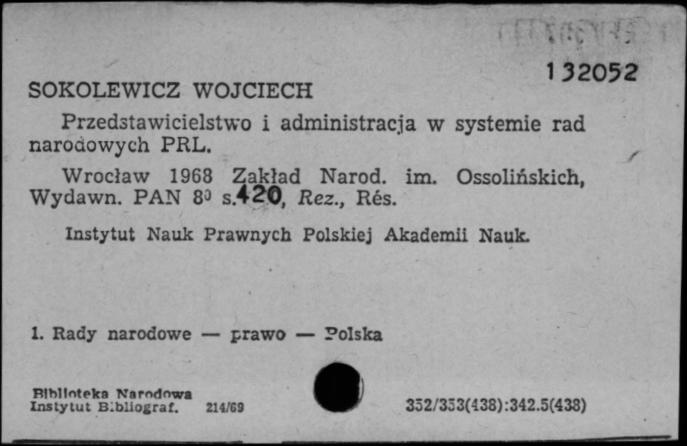 132052
SOKOLEWICZ WOJCIECH
Przedstawicielstwo i administracja w systemie rad
narodowych PRL.
Wrocław 1968 Zakład Narod. im. Ossolińskich,
Wydawn. PAN 8⁰ s.420, Rez., Rés.
Instytut Nauk Prawnych Polskiej Akademii Nauk.
1. Rady narodowe — prawo — Polska
Biblioteka Narodowa
Instytut Bibliograf. 214/69 352/353(438):342.5(438)